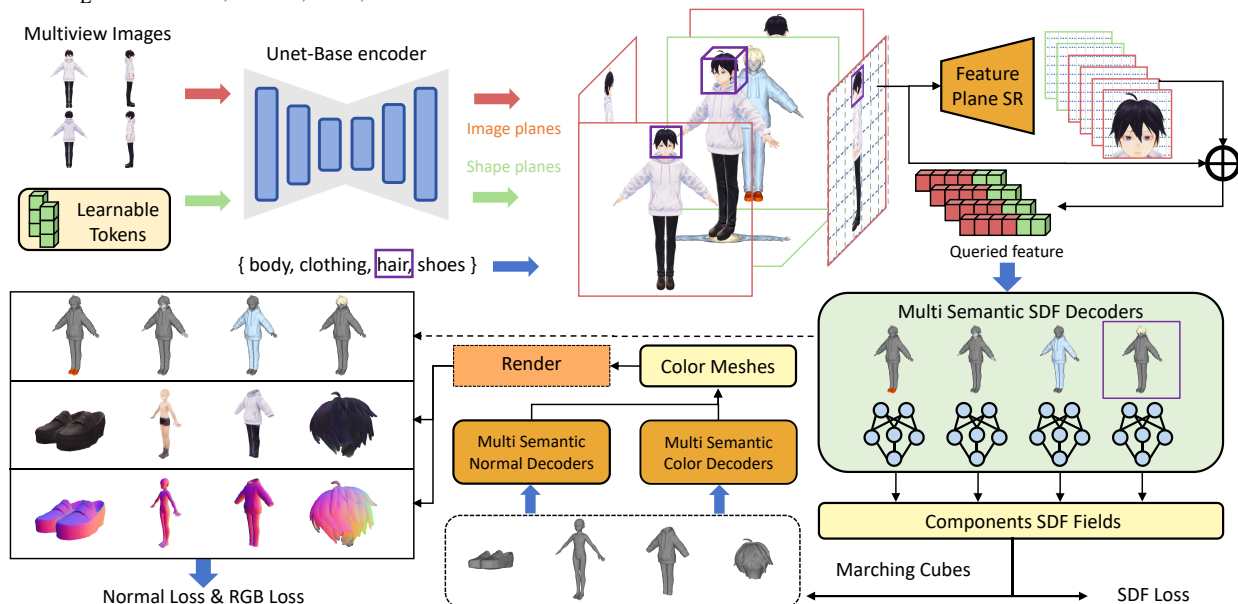 Multiview Images
Unet-Base encoder
Image planes
Shape planes
Learnable
Tokens
{ body, clothing, hair, shoes }
Feature
Plane SR
Queried feature
Multi Semantic SDF Decoders
Render
Color Meshes
Multi Semantic
Normal Decoders
Multi Semantic
Color Decoders
Components SDF Fields
Marching Cubes
SDF Loss
Normal Loss & RGB Loss